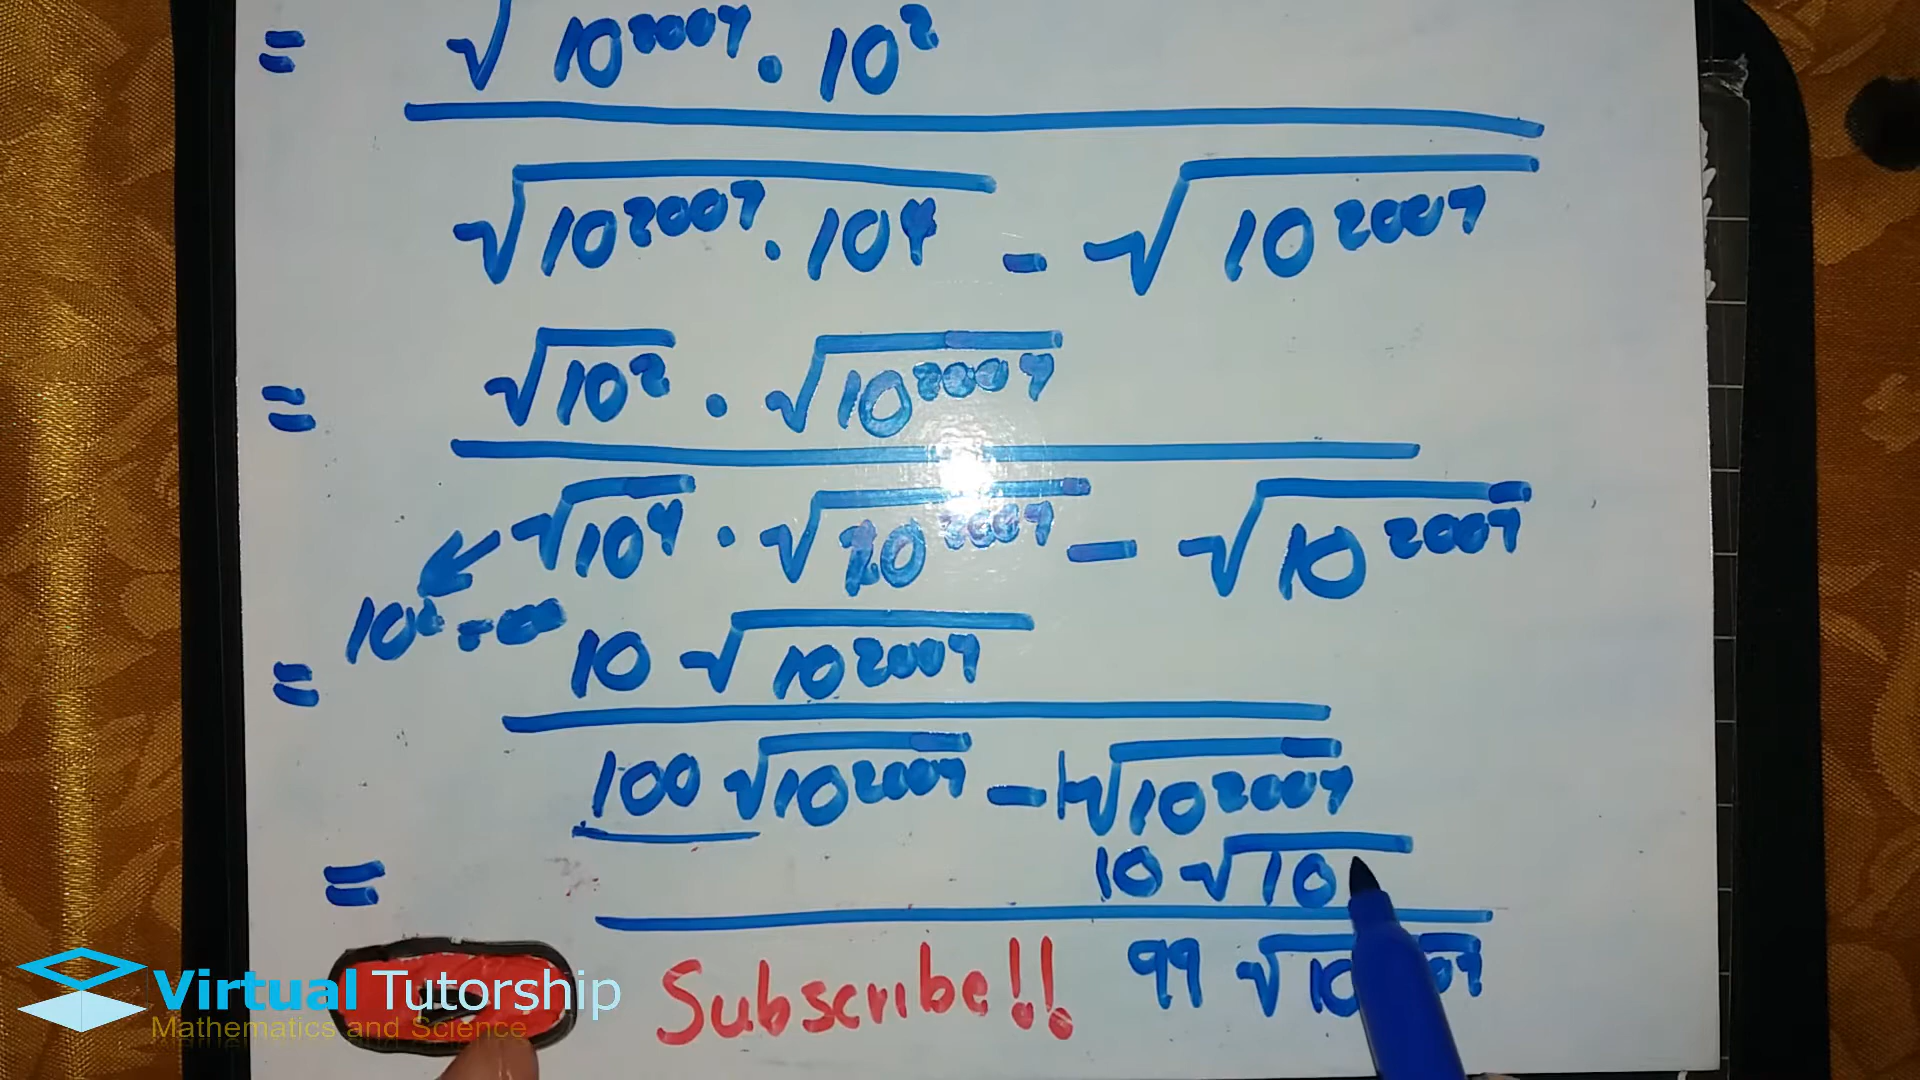 = √10²⁰⁰⁷ · 10²
√10²⁰⁰⁷ · 10⁴ - √10²⁰⁰⁷
= √10² · √10²⁰⁰⁷
√10⁴ · √10²⁰⁰⁷ - √10²⁰⁰⁷
10²
= 10 √10²⁰⁰⁷
100 √10²⁰⁰⁷ - 1√10²⁰⁰⁷
= 10 √10
99 √10
Subscribe!!
Virtual Tutorship
Mathematics and Science